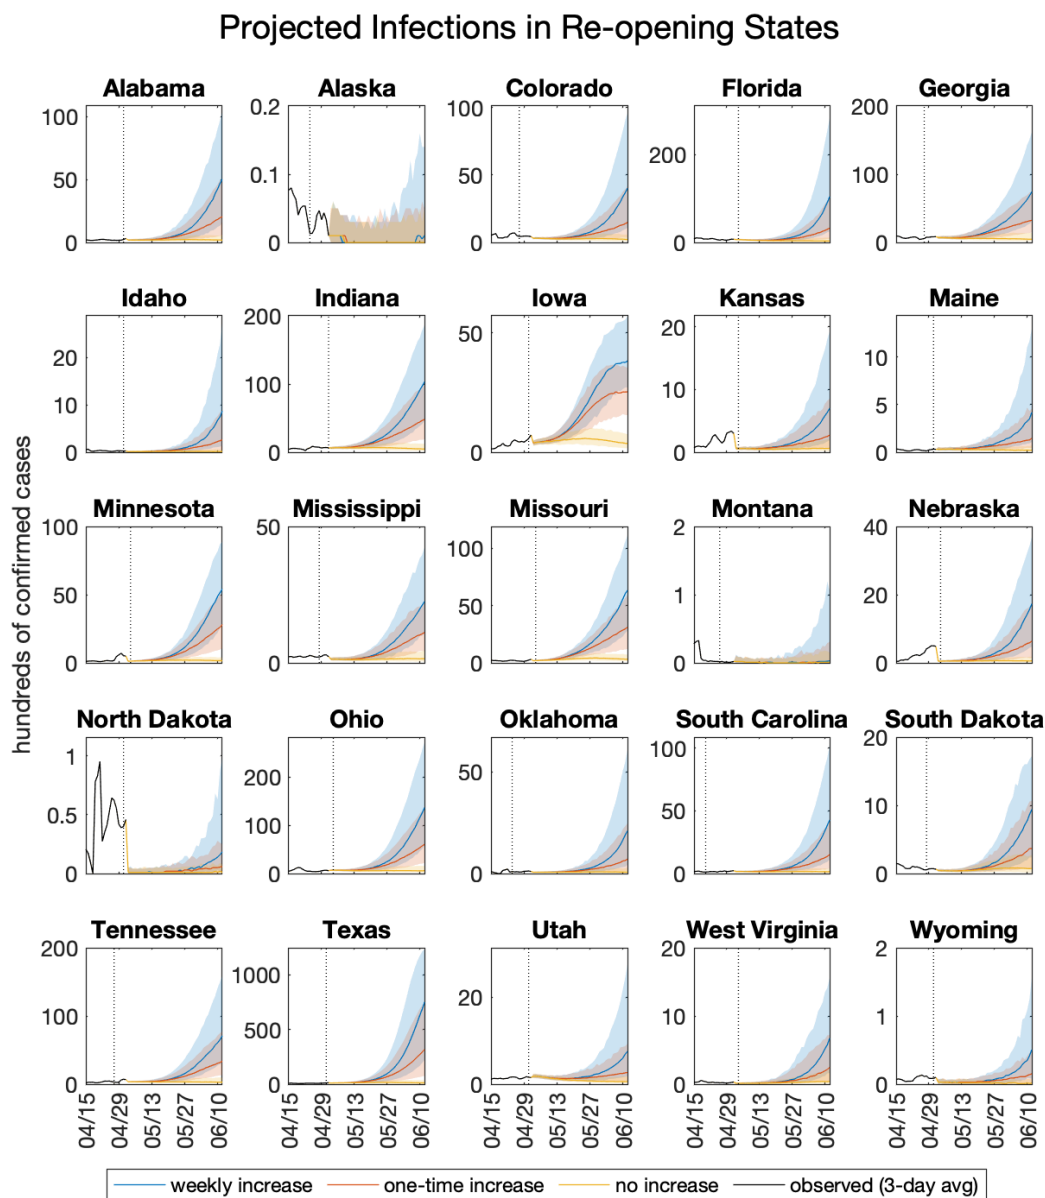 Projected Infections in Re-opening States
Alabama Alaska Colorado Florida Georgia
100 0.2 100 200
50 0.1 50 200 100
0 0 0 0 0
Idaho Indiana Iowa Kansas Maine
20 200 50 20 10
10 100 10 5
0 0 0 0 0
hundreds of confirmed cases
Minnesota Mississippi Missouri Montana Nebraska
100 50 100 2 40
50 50 1 20
0 0 0 0 0
North Dakota Ohio Oklahoma South Carolina South Dakota
1 200 50 100 20
0.5 100 50 10
0 0 0 0 0
Tennessee Texas Utah West Virginia Wyoming
200 1000 20 20 2
100 500 10 1
0 0 0 0 0
04/15 04/29 05/13 05/27 06/10 04/15 04/29 05/13 05/27 06/10 04/15 04/29 05/13 05/27 06/10 04/15 04/29 05/13 05/27 06/10 04/15 04/29 05/13 05/27 06/10
weekly increase one-time increase no increase observed (3-day avg)